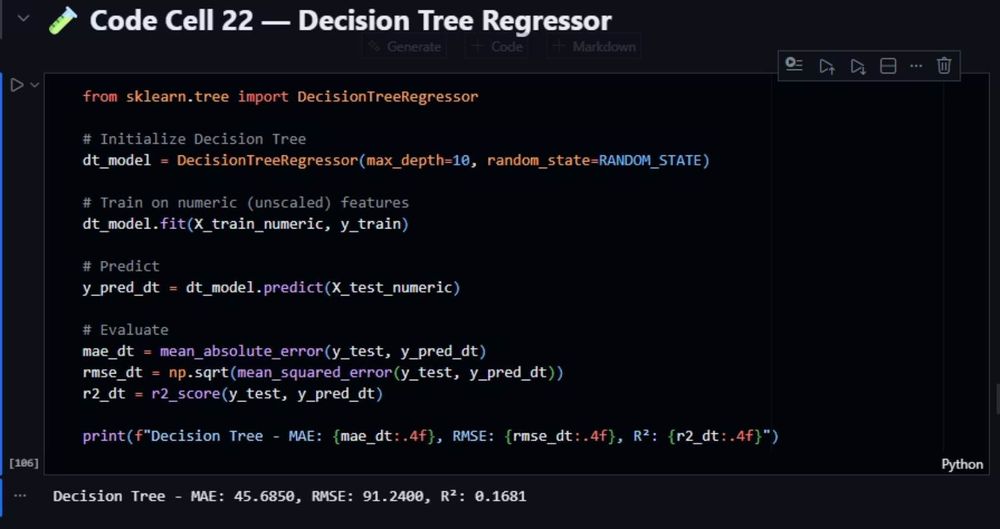 Code Cell 22 — Decision Tree Regressor
Generate
Code
Markdown
from sklearn.tree import DecisionTreeRegressor
# Initialize Decision Tree
dt_model = DecisionTreeRegressor(max_depth=10, random_state=RANDOM_STATE)
# Train on numeric (unscaled) features
dt_model.fit(X_train_numeric, y_train)
# Predict
y_pred_dt = dt_model.predict(X_test_numeric)
# Evaluate
mae_dt = mean_absolute_error(y_test, y_pred_dt)
rmse_dt = np.sqrt(mean_squared_error(y_test, y_pred_dt))
r2_dt = r2_score(y_test, y_pred_dt)
print(f"Decision Tree - MAE: {mae_dt:.4f}, RMSE: {rmse_dt:.4f}, R²: {r2_dt:.4f}")
[106]
Python
Decision Tree - MAE: 45.6850, RMSE: 91.2400, R²: 0.1681